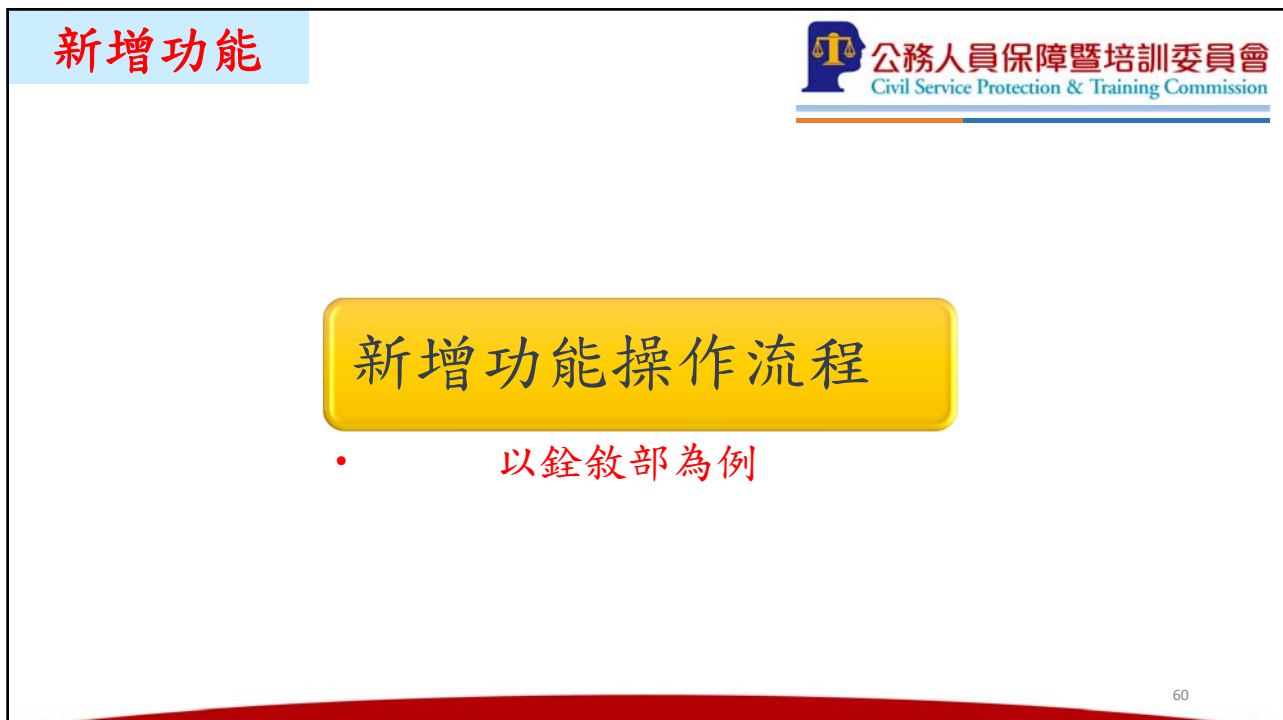 新增功能
公務人員保障暨培訓委員會
Civil Service Protection & Training Commission
新增功能操作流程
• 以銓敘部為例
60